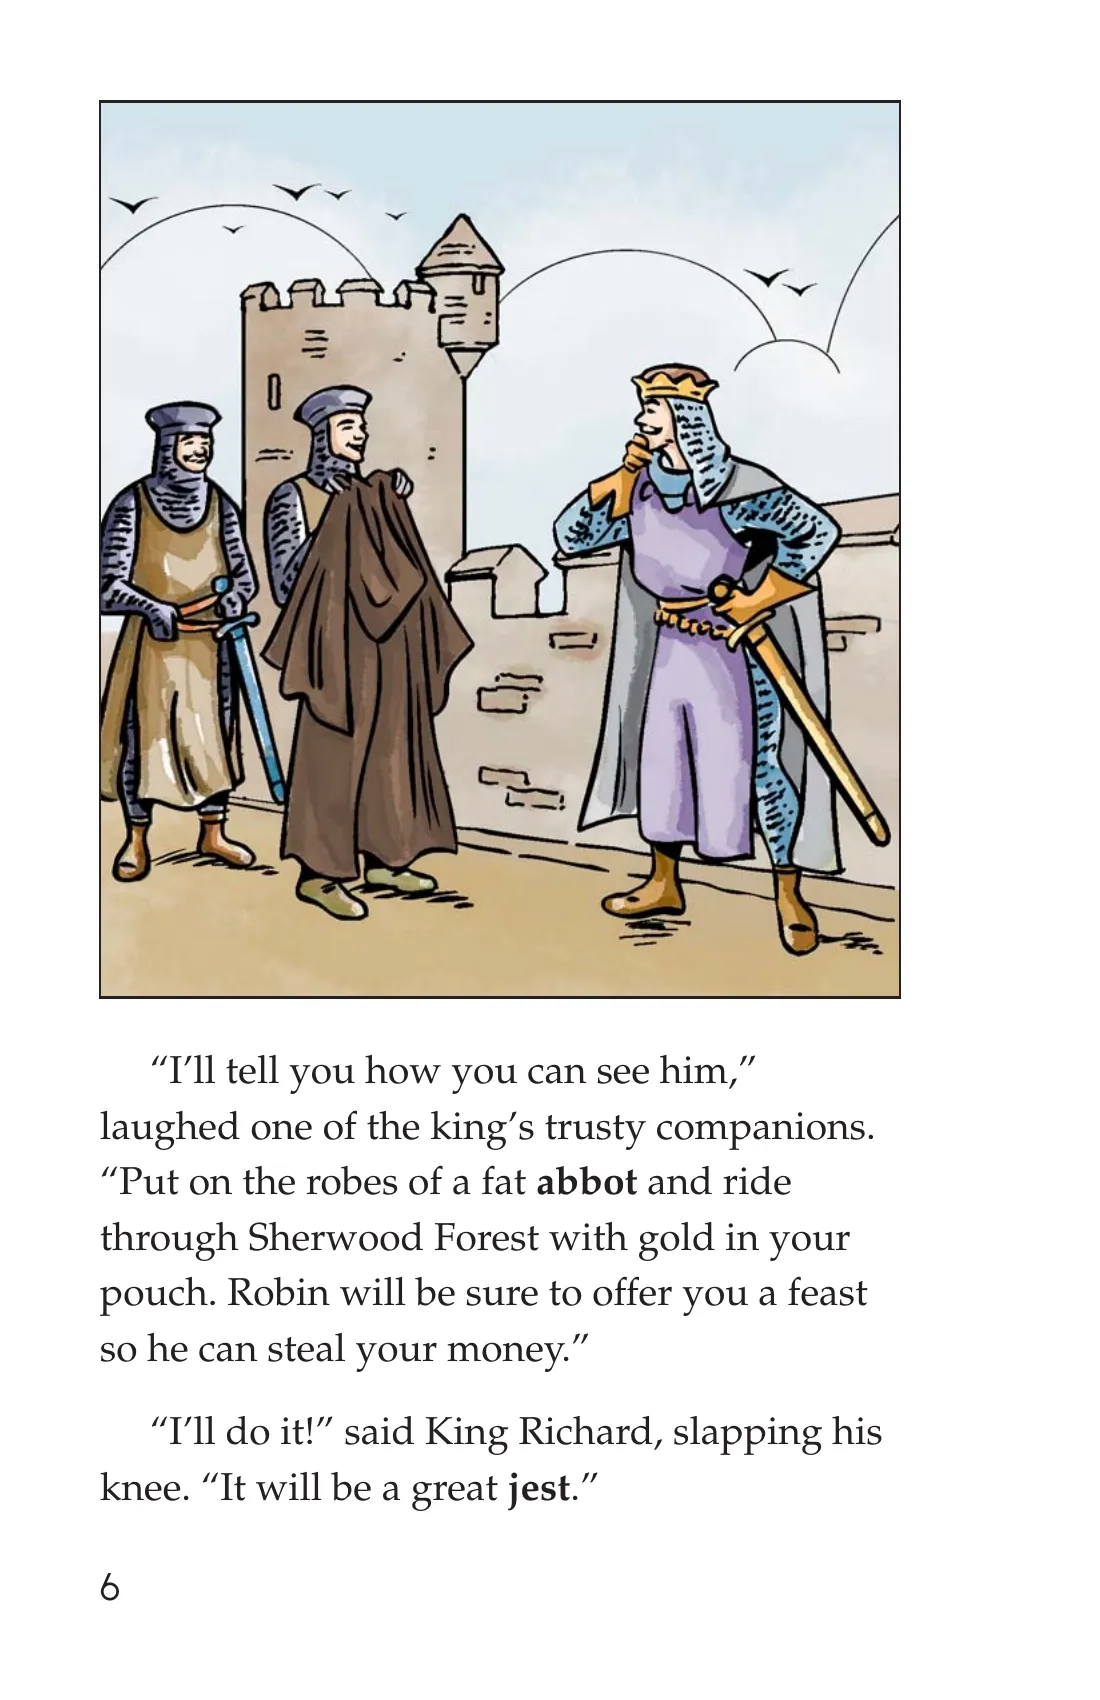 “I’ll tell you how you can see him,”
laughed one of the king’s trusty companions.
“Put on the robes of a fat abbot and ride
through Sherwood Forest with gold in your
pouch. Robin will be sure to offer you a feast
so he can steal your money.”
“I’ll do it!” said King Richard, slapping his
knee. “It will be a great jest.”
6